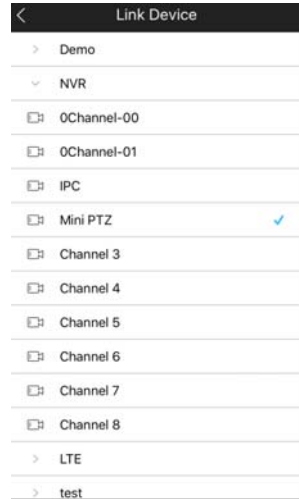 Link Device
Demo
NVR
0Channel-00
0Channel-01
IPC
Mini PTZ
Channel 3
Channel 4
Channel 5
Channel 6
Channel 7
Channel 8
LTE
test